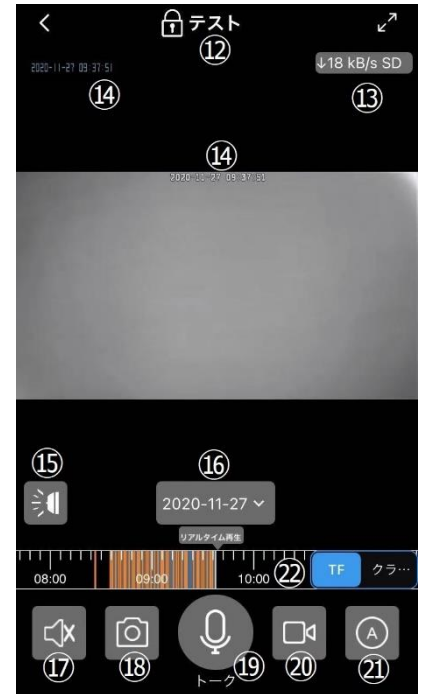 テスト
⑫
↓18 kB/s SD
⑬
2020-11-27 09:37:51
⑭
⑭
2020-11-27 09:37:51
⑮
⑯
2020-11-27
リアルタイム再生
08:00
09:00
10:00
㉒
TF
クラ…
A
トーク
⑰
⑱
⑲
⑳
㉑